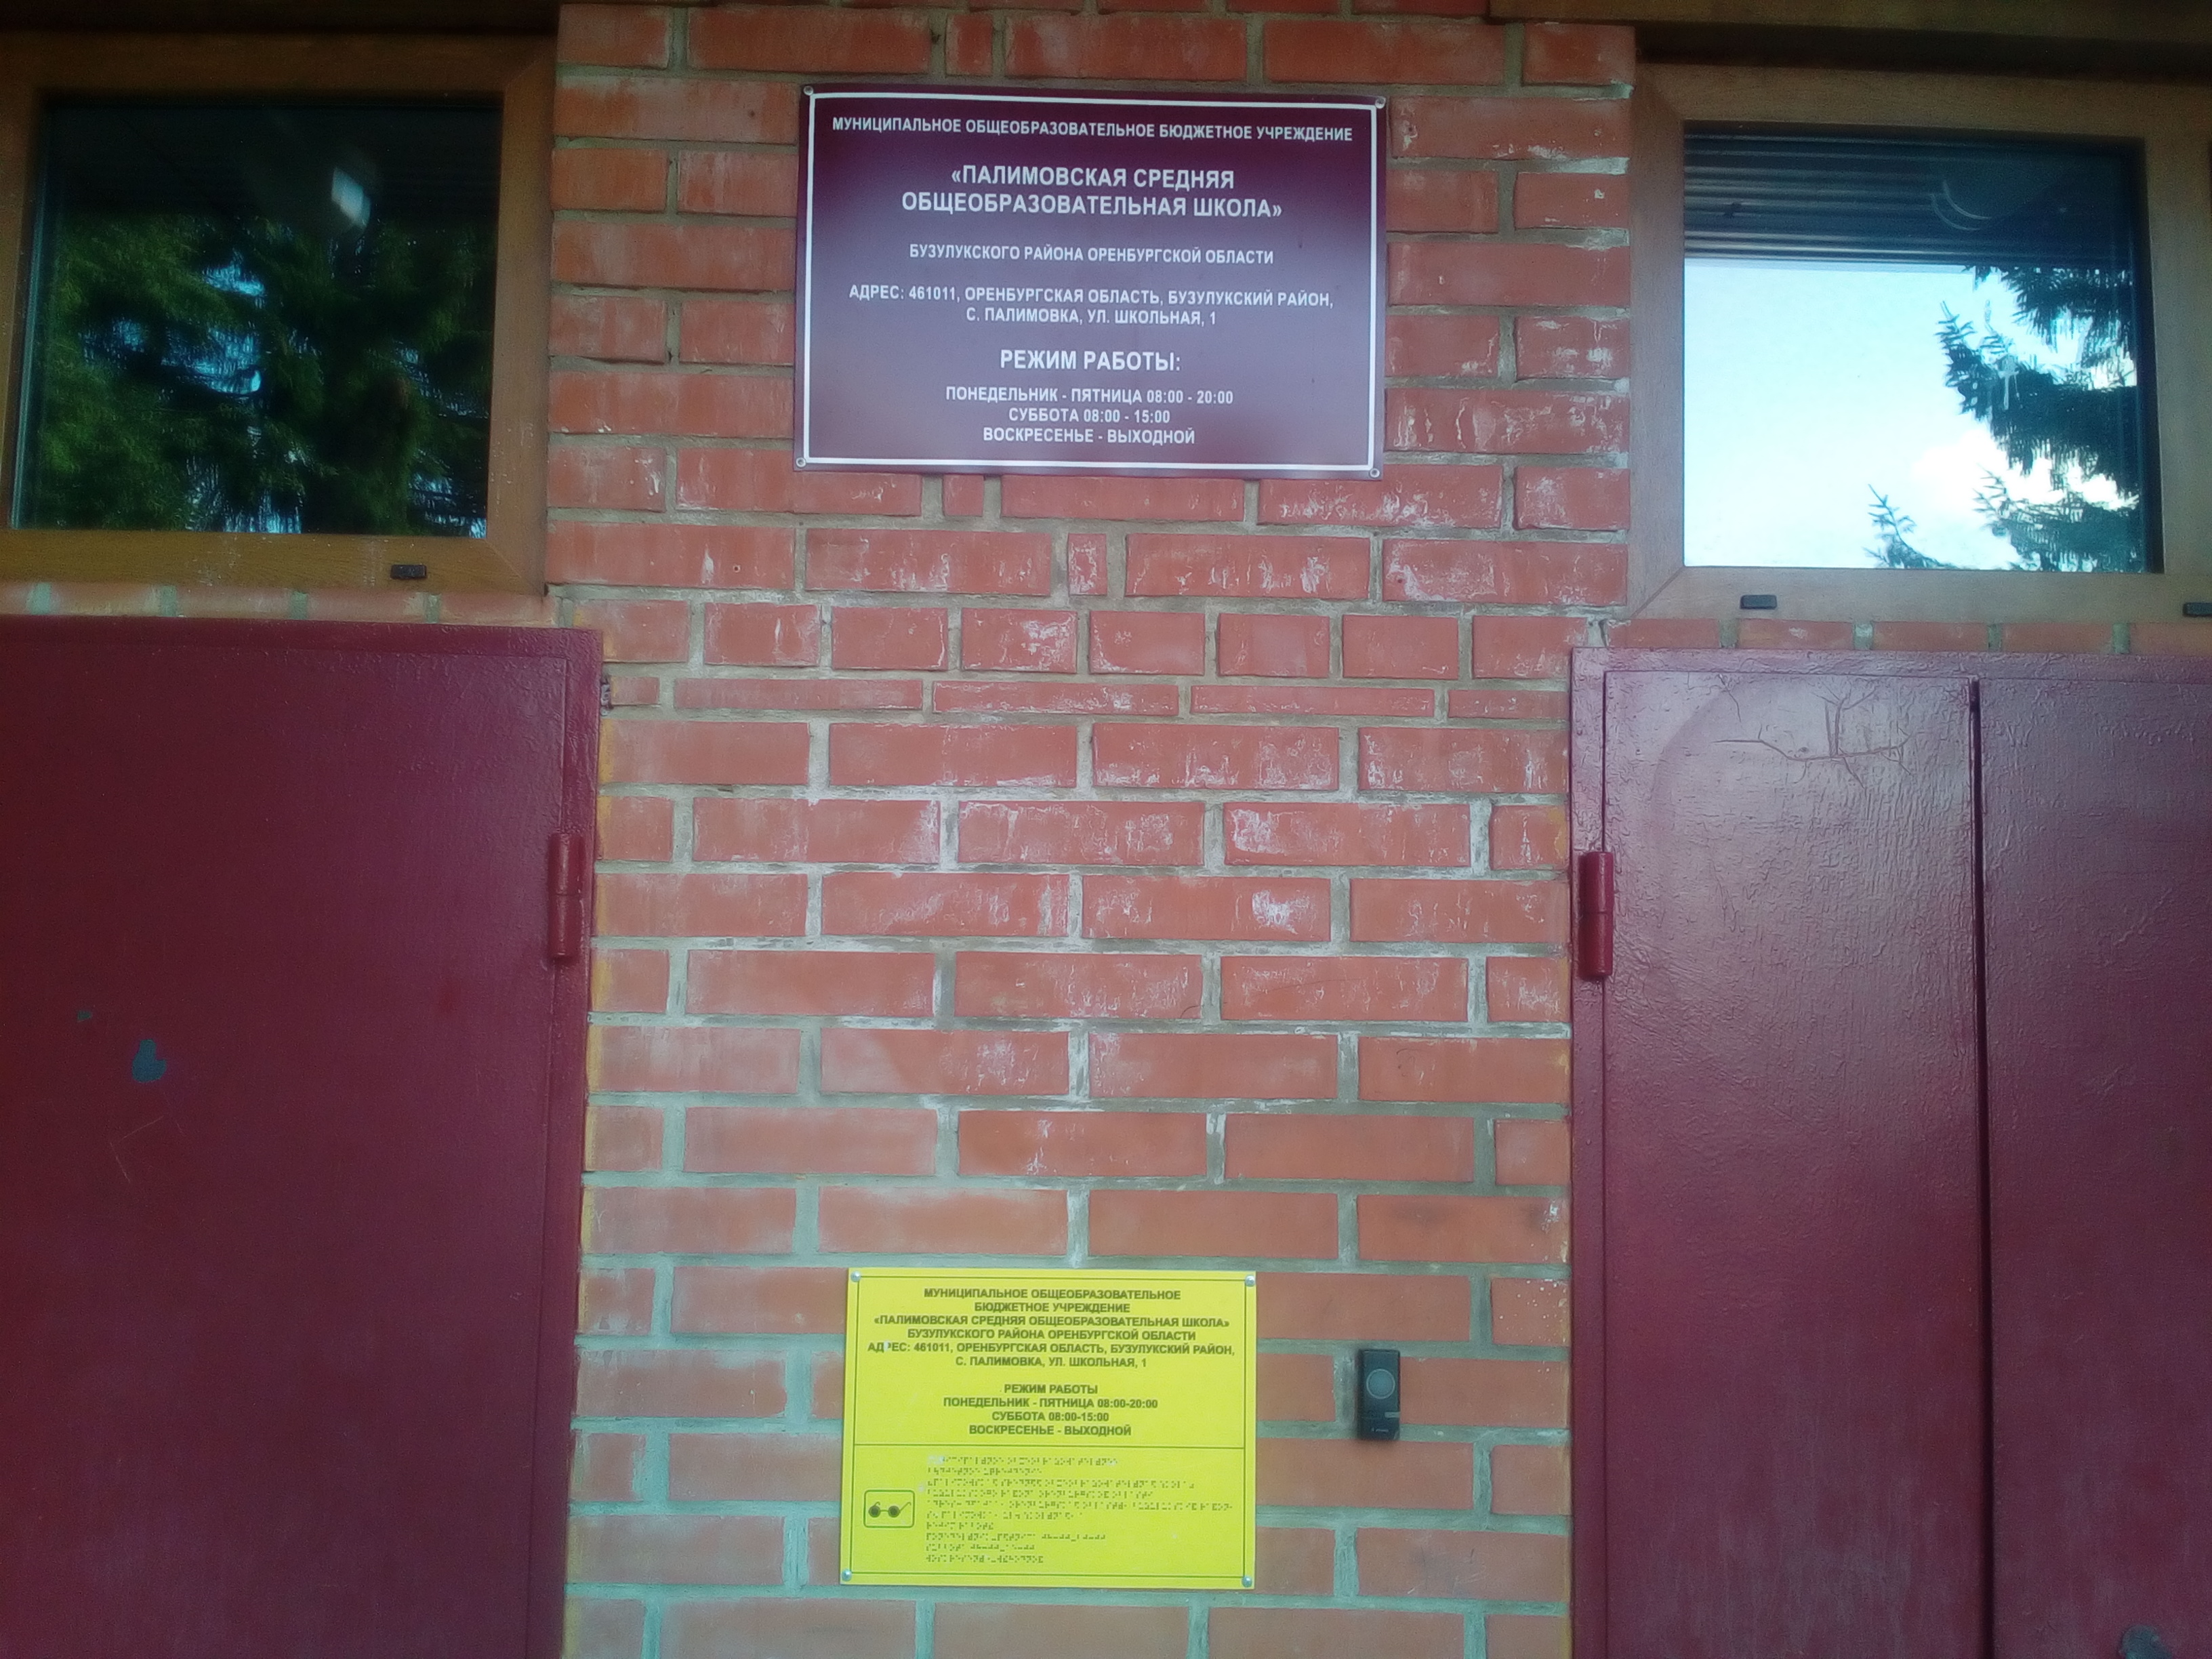 МУНИЦИПАЛЬНОЕ ОБЩЕОБРАЗОВАТЕЛЬНОЕ БЮДЖЕТНОЕ УЧРЕЖДЕНИЕ
«ПАЛИМОВСКАЯ СРЕДНЯЯ
ОБЩЕОБРАЗОВАТЕЛЬНАЯ ШКОЛА»
БУЗУЛУКСКОГО РАЙОНА ОРЕНБУРГСКОЙ ОБЛАСТИ
АДРЕС: 461011, ОРЕНБУРГСКАЯ ОБЛАСТЬ, БУЗУЛУКСКИЙ РАЙОН,
С. ПАЛИМОВКА, УЛ. ШКОЛЬНАЯ, 1
РЕЖИМ РАБОТЫ:
ПОНЕДЕЛЬНИК - ПЯТНИЦА 08:00 - 20:00
СУББОТА 08:00 - 15:00
ВОСКРЕСЕНЬЕ - ВЫХОДНОЙ
МУНИЦИПАЛЬНОЕ ОБЩЕОБРАЗОВАТЕЛЬНОЕ
БЮДЖЕТНОЕ УЧРЕЖДЕНИЕ
«ПАЛИМОВСКАЯ СРЕДНЯЯ ОБЩЕОБРАЗОВАТЕЛЬНАЯ ШКОЛА»
БУЗУЛУКСКОГО РАЙОНА ОРЕНБУРГСКОЙ ОБЛАСТИ
АДРЕС: 461011, ОРЕНБУРГСКАЯ ОБЛАСТЬ, БУЗУЛУКСКИЙ РАЙОН,
С. ПАЛИМОВКА, УЛ. ШКОЛЬНАЯ, 1
РЕЖИМ РАБОТЫ
ПОНЕДЕЛЬНИК - ПЯТНИЦА 08:00-20:00
СУББОТА 08:00-15:00
ВОСКРЕСЕНЬЕ - ВЫХОДНОЙ